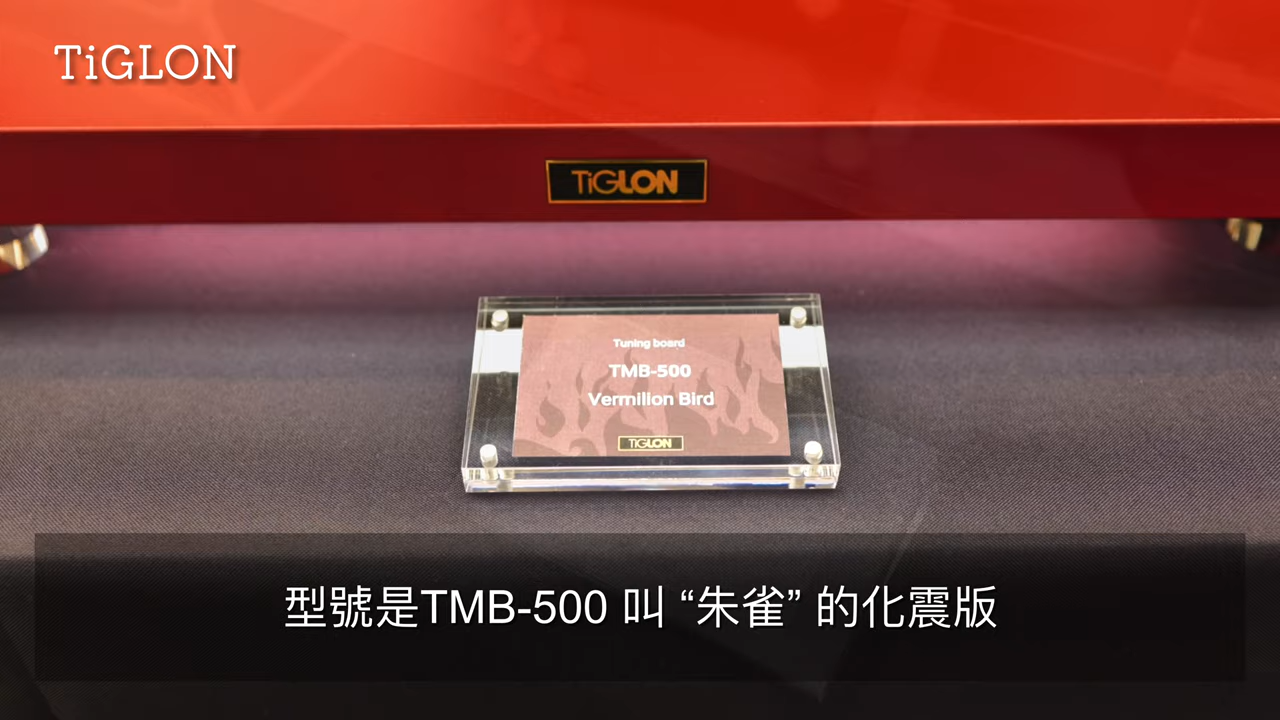 TiGLON
TiGLON
Tuning board
TMB-500
Vermilion Bird
TiGLON
型號是TMB-500 叫 “朱雀” 的化震版